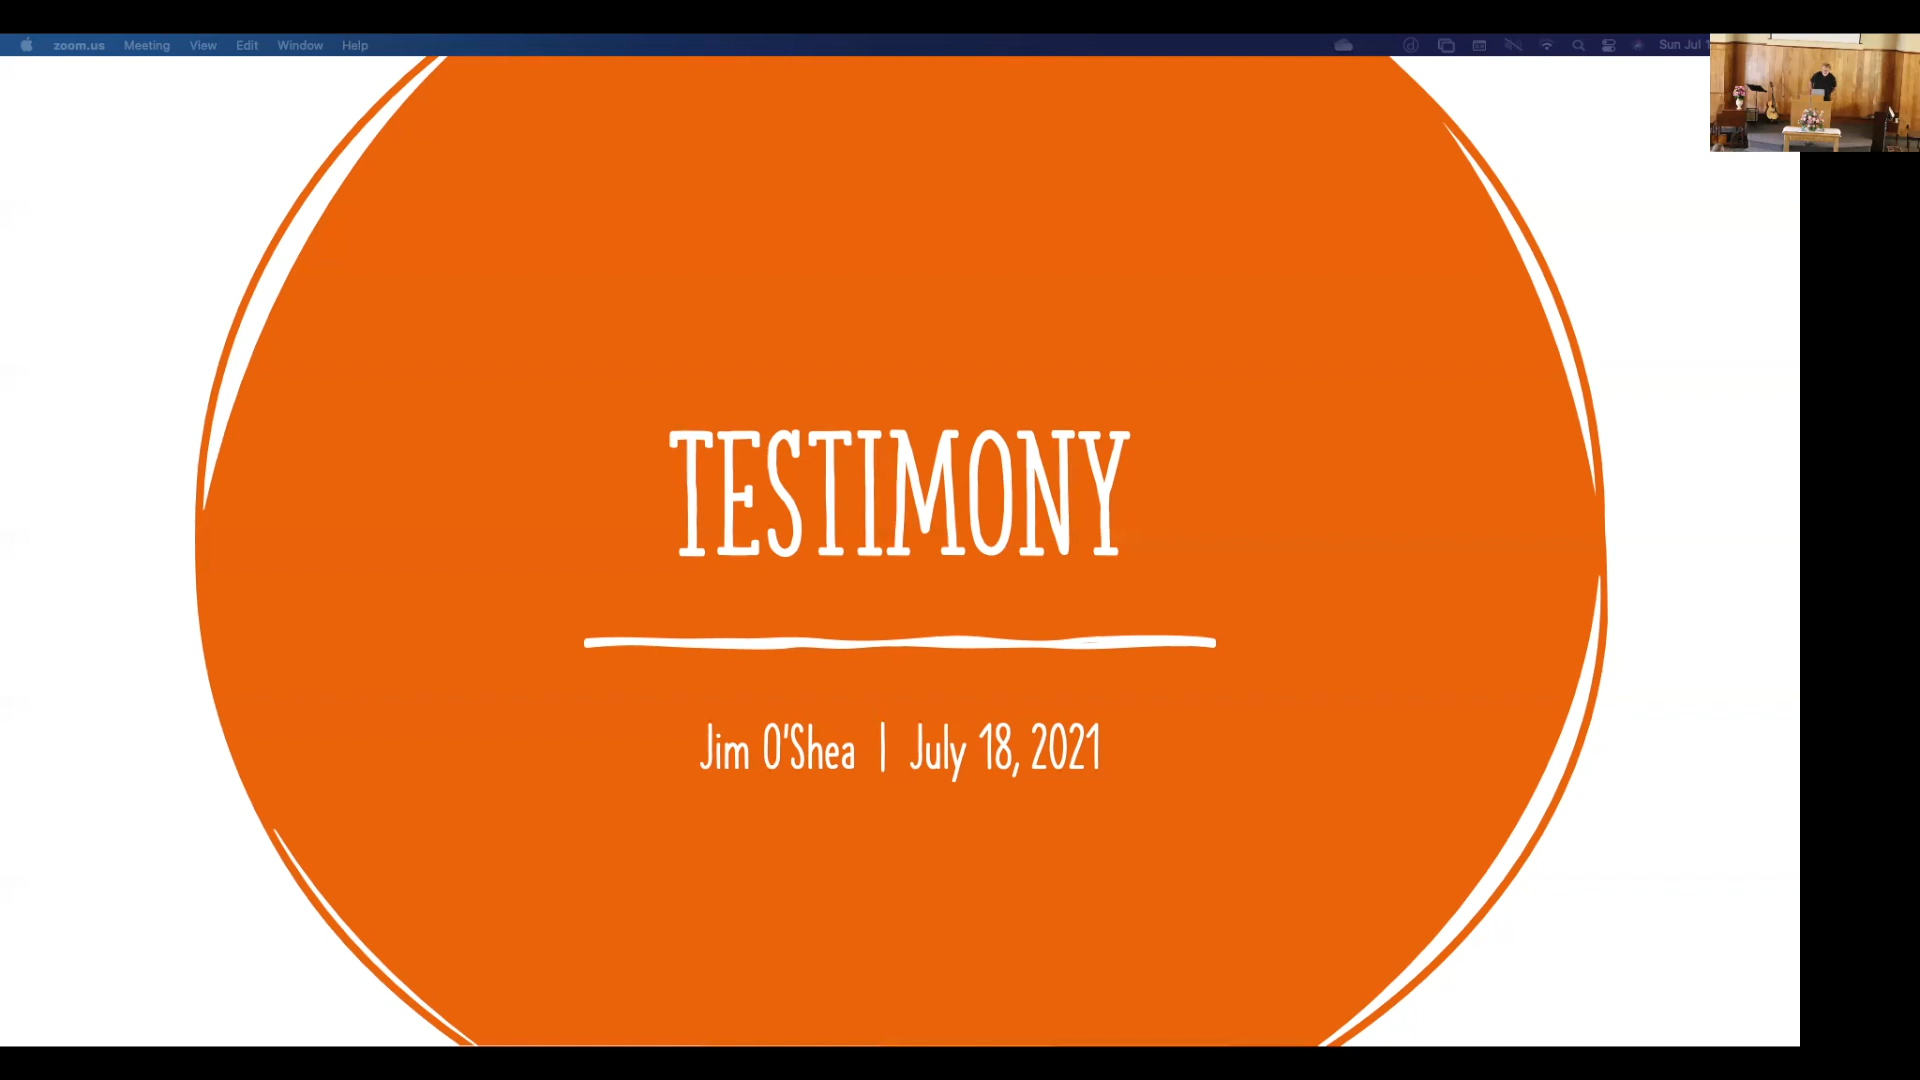 zoom.us Meeting View Edit Window Help Sun Jul
TESTIMONY
Jim O'Shea | July 18, 2021